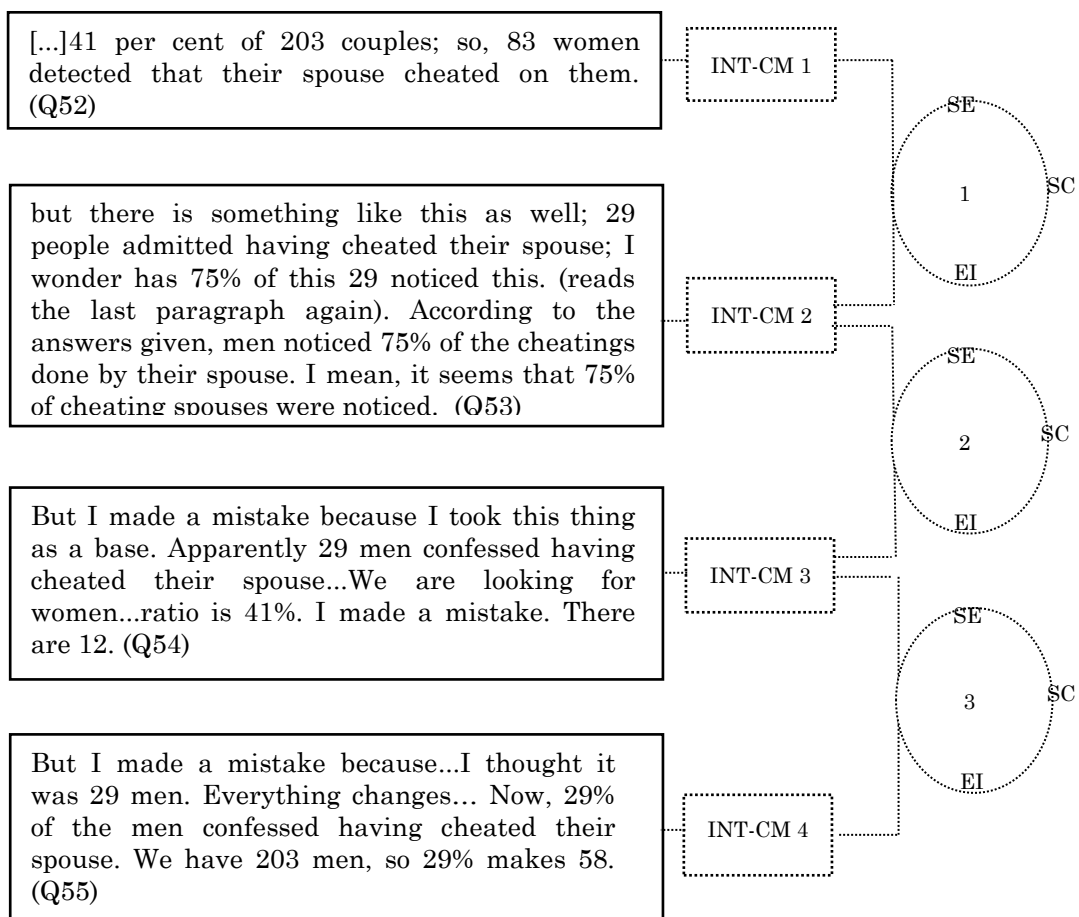 [...]41 per cent of 203 couples; so, 83 women
detected that their spouse cheated on them.
(Q52)
INT-CM 1
SE
1
SC
EI
but there is something like this as well; 29
people admitted having cheated their spouse; I
wonder has 75% of this 29 noticed this. (reads
the last paragraph again). According to the
answers given, men noticed 75% of the cheatings
done by their spouse. I mean, it seems that 75%
of cheating spouses were noticed. (Q53)
INT-CM 2
SE
2
SC
EI
But I made a mistake because I took this thing
as a base. Apparently 29 men confessed having
cheated their spouse...We are looking for
women...ratio is 41%. I made a mistake. There
are 12. (Q54)
INT-CM 3
SE
3
SC
EI
But I made a mistake because...I thought it
was 29 men. Everything changes... Now, 29%
of the men confessed having cheated their
spouse. We have 203 men, so 29% makes 58.
(Q55)
INT-CM 4